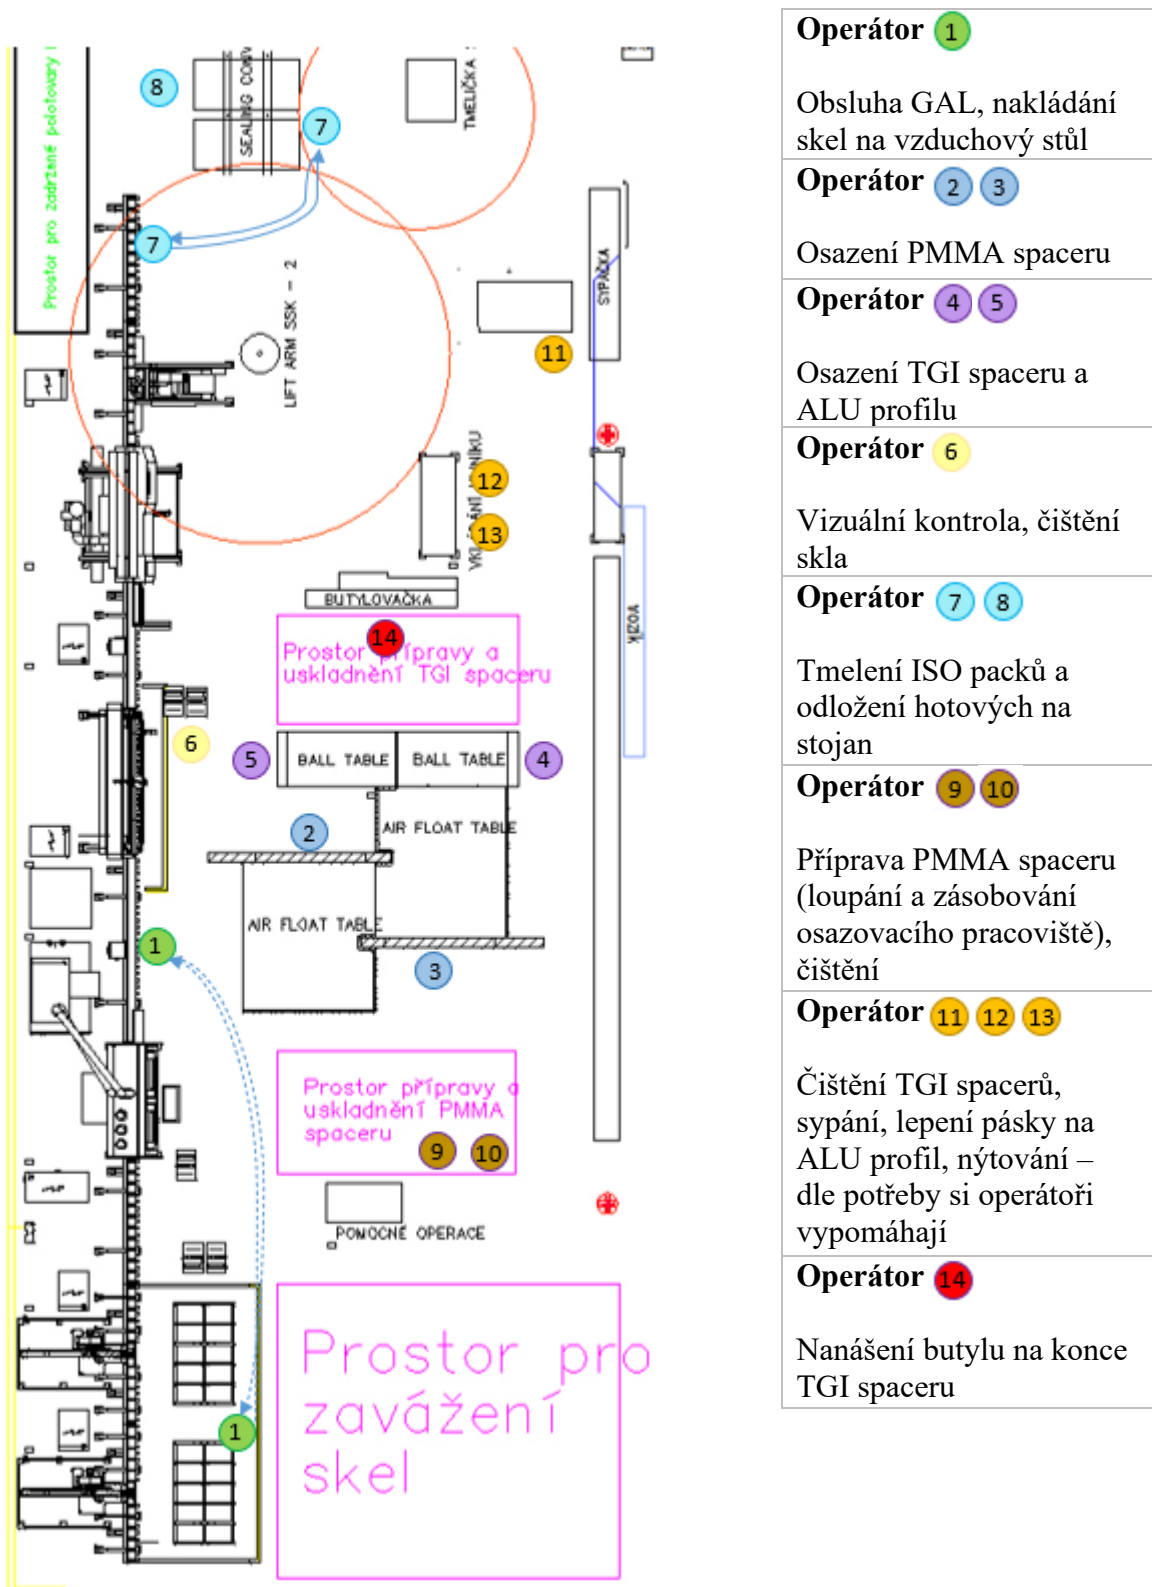 8
SEALING CONV
7
TMELIČKA
Prostor pro zadržené polotovary
7
LIFT ARM SSK - 2
SYPAČKA
11
12
13
BUTYLOVAČKA
14
Prostor přípravy a
uskladnění TGI spaceru
VOZÍK
6
5
BALL TABLE
BALL TABLE
4
2
AIR FLOAT TABLE
AIR FLOAT TABLE
1
3
Prostor přípravy a
uskladnění PMMA
spaceru
9
10
POMOCNÉ OPERACE
Prostor pro
zavážení
skel
1
Operátor 1
Obsluha GAL, nakládání
skel na vzduchový stůl
Operátor 2 3
Osazení PMMA spaceru
Operátor 4 5
Osazení TGI spaceru a
ALU profilu
Operátor 6
Vizuální kontrola, čištění
skla
Operátor 7 8
Tmelení ISO packů a
odložení hotových na
stojan
Operátor 9 10
Příprava PMMA spaceru
(loupání a zásobování
osazovacího pracoviště),
čištění
Operátor 11 12 13
Čištění TGI spacerů,
sypání, lepení pásky na
ALU profil, nýtování –
dle potřeby si operátoři
vypomáhají
Operátor 14
Nanášení butylu na konce
TGI spaceru